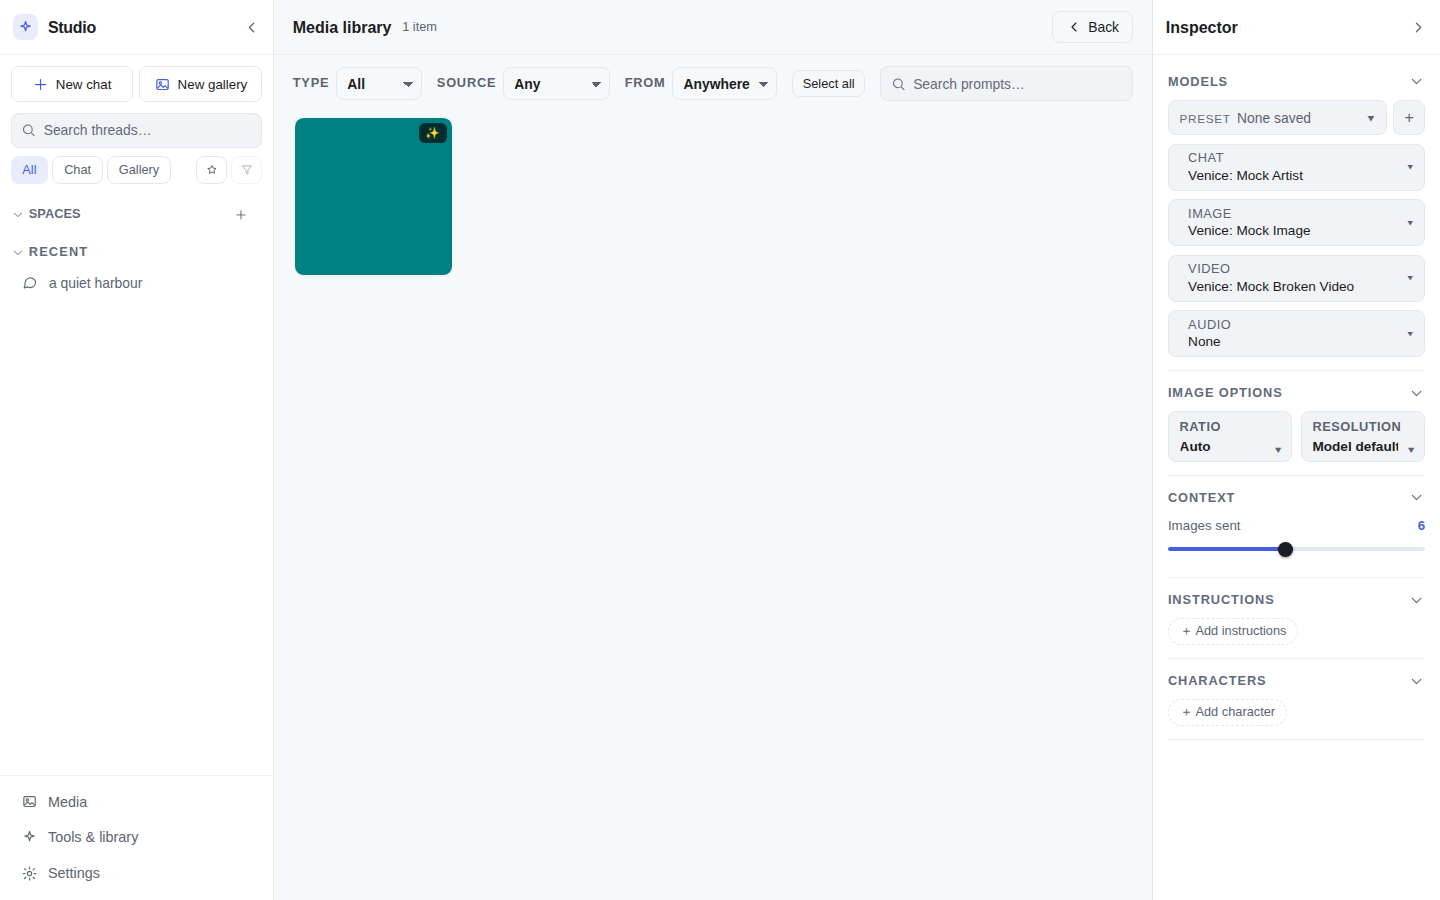 Studio
New chat
New gallery
Search threads…
All
Chat
Gallery
SPACES
RECENT
a quiet harbour
Media
Tools & library
Settings
Media library
1 item
Back
TYPE
All
SOURCE
Any
FROM
Anywhere
Select all
Search prompts…
Inspector
MODELS
PRESET
None saved
+
CHAT
Venice: Mock Artist
IMAGE
Venice: Mock Image
VIDEO
Venice: Mock Broken Video
AUDIO
None
IMAGE OPTIONS
RATIO
Auto
RESOLUTION
Model default
CONTEXT
Images sent
6
INSTRUCTIONS
+ Add instructions
CHARACTERS
+ Add character